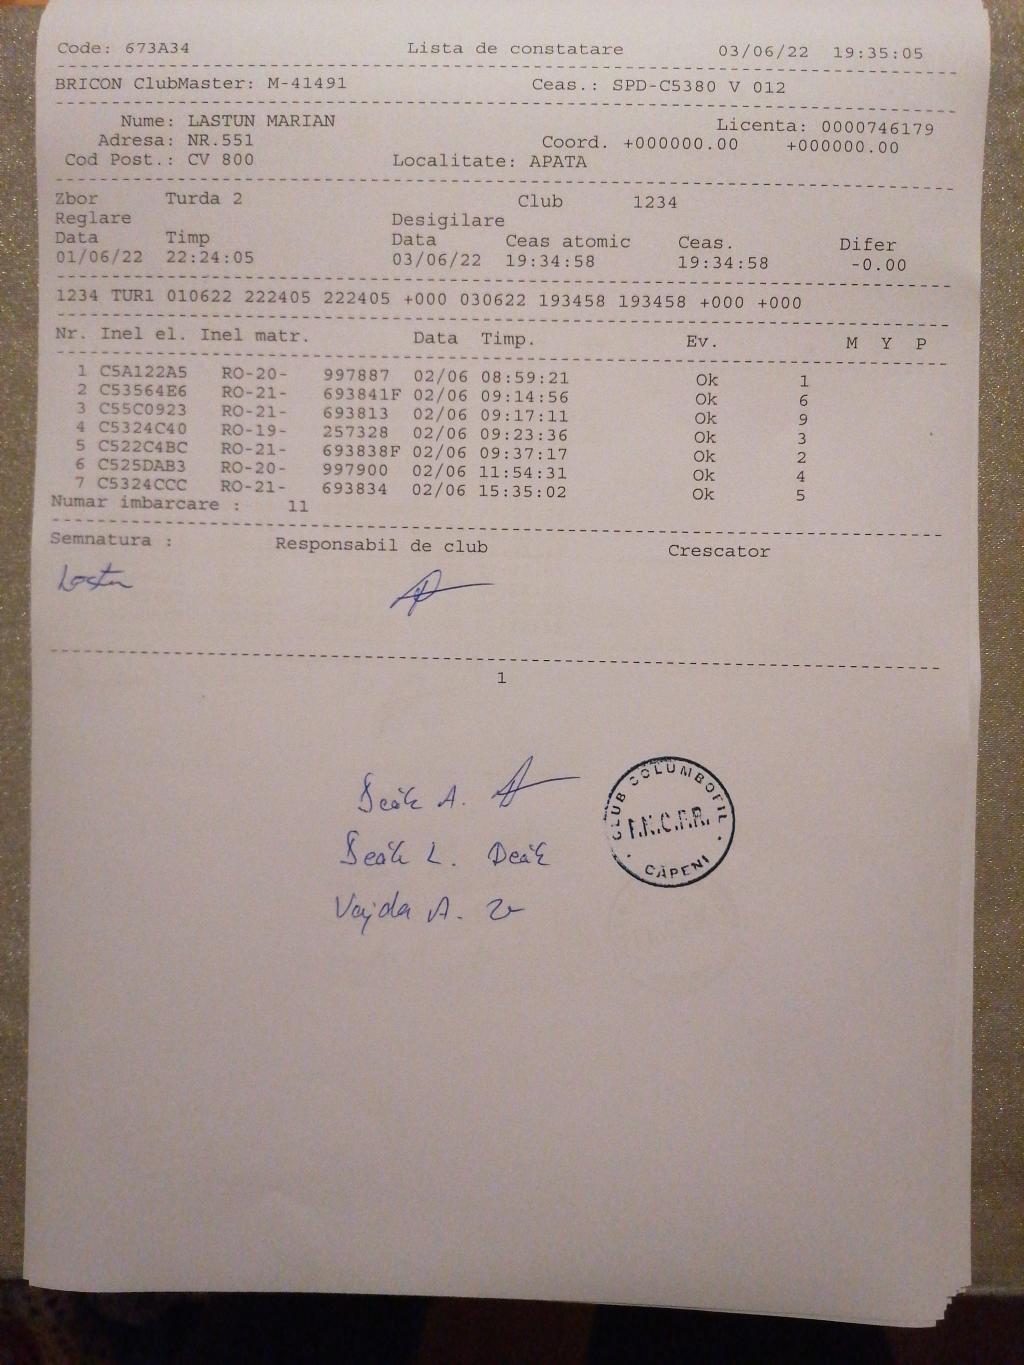 Code: 673A34 Lista de constatare 03/06/22 19:35:05
BRICON ClubMaster: M-41491 Ceas.: SPD-C5380 V 012
Nume: LASTUN MARIAN Licenta: 0000746179
Adresa: NR.551 Coord. +000000.00 +000000.00
Cod Post.: CV 800 Localitate: APATA
Zbor Turda 2 Club 1234
Reglare Desigilare
Data Timp Data Ceas atomic Ceas. Difer
01/06/22 22:24:05 03/06/22 19:34:58 19:34:58 -0.00
1234 TUR1 010622 222405 222405 +000 030622 193458 193458 +000 +000
Nr. Inel el. Inel matr. Data Timp. Ev. M Y P
1 C5A122A5 RO-20- 997887 02/06 08:59:21 Ok 1
2 C53564E6 RO-21- 693841F 02/06 09:14:56 Ok 6
3 C55C0923 RO-21- 693813 02/06 09:17:11 Ok 9
4 C5324C40 RO-19- 257328 02/06 09:23:36 Ok 3
5 C522C4BC RO-21- 693838F 02/06 09:37:17 Ok 2
6 C525DAB3 RO-20- 997900 02/06 11:54:31 Ok 4
7 C5324CCC RO-21- 693834 02/06 15:35:02 Ok 5
Numar imbarcare : 11
Semnatura : Responsabil de club Crescator
1
Deák A.
Deák L. Deák
Vajda A.
CLUB COLUMBOFIL
CĂPENI